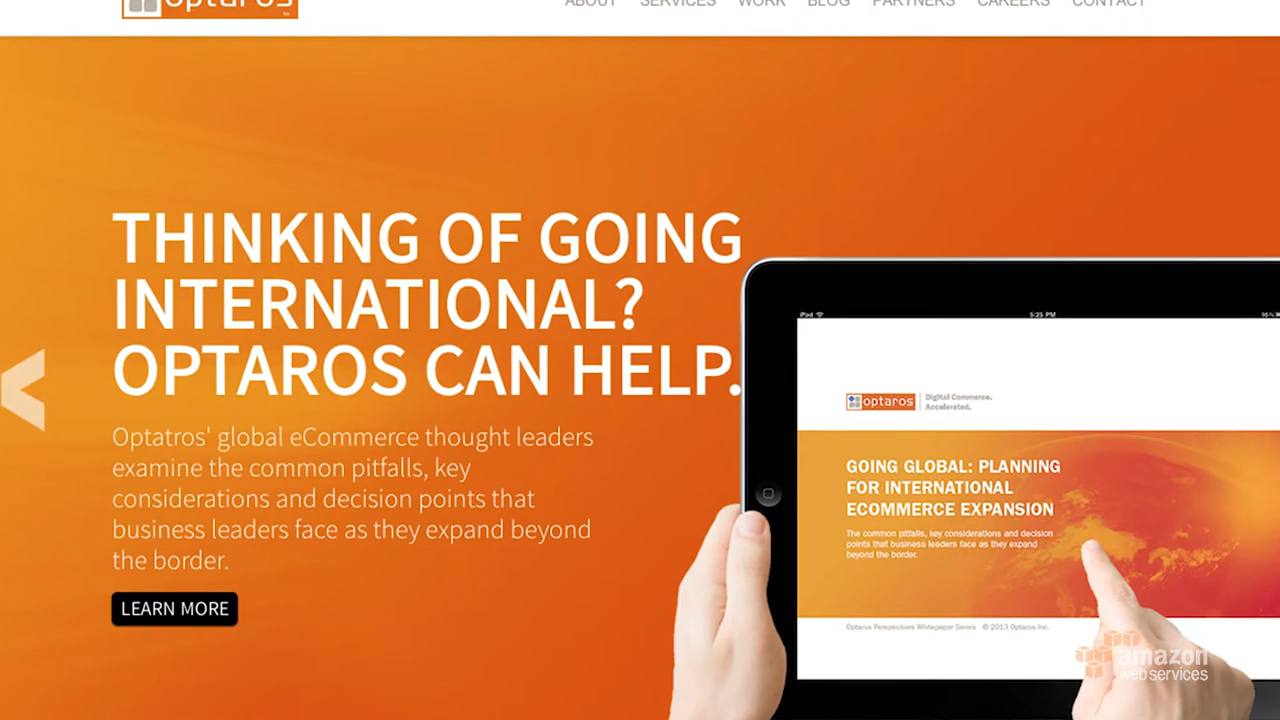 optaros
ABOUT SERVICES WORK BLOG PARTNERS CAREERS CONTACT
THINKING OF GOING
INTERNATIONAL?
OPTAROS CAN HELP.
Optatros' global eCommerce thought leaders
examine the common pitfalls, key
considerations and decision points that
business leaders face as they expand beyond
the border.
LEARN MORE
iPad 5:25 PM
optaros
Digital Commerce.
Accelerated.
GOING GLOBAL: PLANNING
FOR INTERNATIONAL
ECOMMERCE EXPANSION
The common pitfalls, key considerations and decision
points that business leaders face as they expand
beyond the border.
Optaros Perspectives Whitepaper Series © 2013 Optaros Inc.
amazon
web services